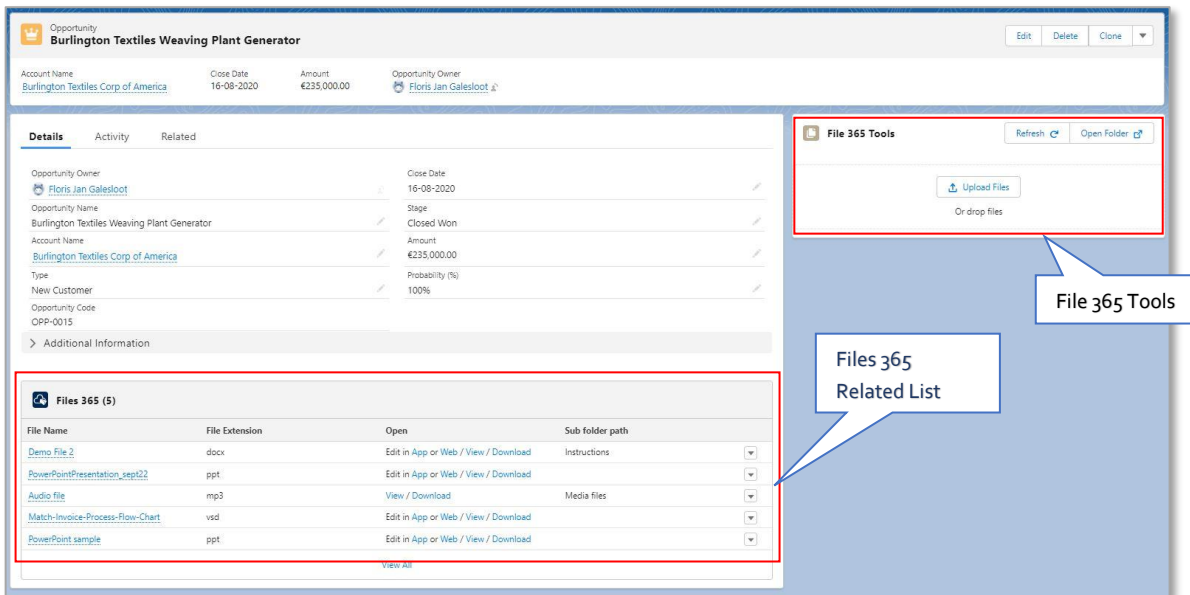 Opportunity
Burlington Textiles Weaving Plant Generator
Edit Delete Clone
Account Name Close Date Amount Opportunity Owner
Burlington Textiles Corp of America 16-08-2020 €235,000.00 Floris Jan Galesloot
Details Activity Related
Opportunity Owner Close Date
Floris Jan Galesloot 16-08-2020
Opportunity Name Stage
Burlington Textiles Weaving Plant Generator Closed Won
Account Name Amount
Burlington Textiles Corp of America €235,000.00
Type Probability (%)
New Customer 100%
Opportunity Code
OPP-0015
Additional Information
File 365 Tools Refresh Open Folder
Upload Files
Or drop files
File 365 Tools
Files 365
Related List
Files 365 (5)
File Name File Extension Open Sub folder path
Demo File 2 docx Edit in App or Web / View / Download Instructions
PowerPointPresentation_sept22 ppt Edit in App or Web / View / Download
Audio file mp3 View / Download Media files
Match-Invoice-Process-Flow-Chart vsd Edit in App or Web / View / Download
PowerPoint sample ppt Edit in App or Web / View / Download
View All